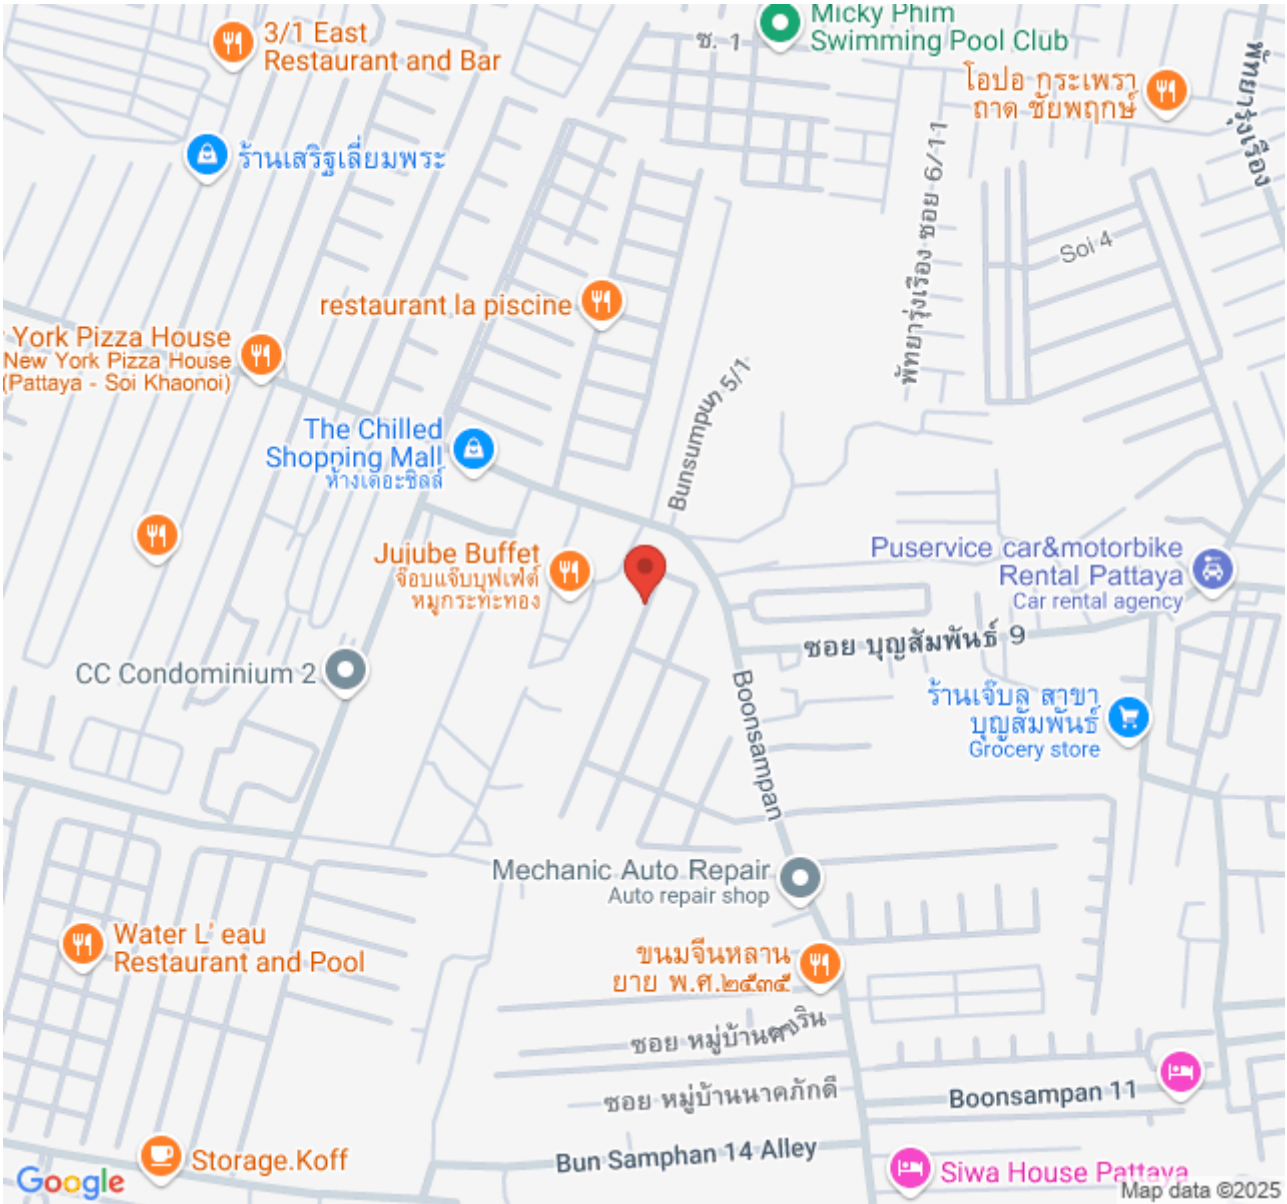 3/1 East
Restaurant and Bar
ซ. 1
Micky Phim
Swimming Pool Club
โอปอ กระเพรา
ถาด ชัยพฤกษ์
พัทยารุ่งเรือง
ร้านเสริฐเลี่ยมพระ
พัทยารุ่งเรือง ซอย 6/11
Soi 4
restaurant la piscine
York Pizza House
New York Pizza House
(Pattaya - Soi Khaonoi)
Bunsumpun 5/1
The Chilled
Shopping Mall
ห้างเดอะชิลล์
Jujube Buffet
จ๊อบแจ๊บบุฟเฟ่ต์
หมูกระทะทอง
Puservice car&motorbike
Rental Pattaya
Car rental agency
ซอย บุญสัมพันธ์ 9
CC Condominium 2
Boonsampan
ร้านเจ๊บล สาขา
บุญสัมพันธ์
Grocery store
Mechanic Auto Repair
Auto repair shop
Water L' eau
Restaurant and Pool
ขนมจีนหลาน
ยาย พ.ศ.๒๕๓๕
ซอย หมู่บ้าน
ซอย หมู่บ้านนาคภักดี
Boonsampan 11
Storage.Koff
Bun Samphan 14 Alley
Siwa House Pattaya
Google
Map data ©2025